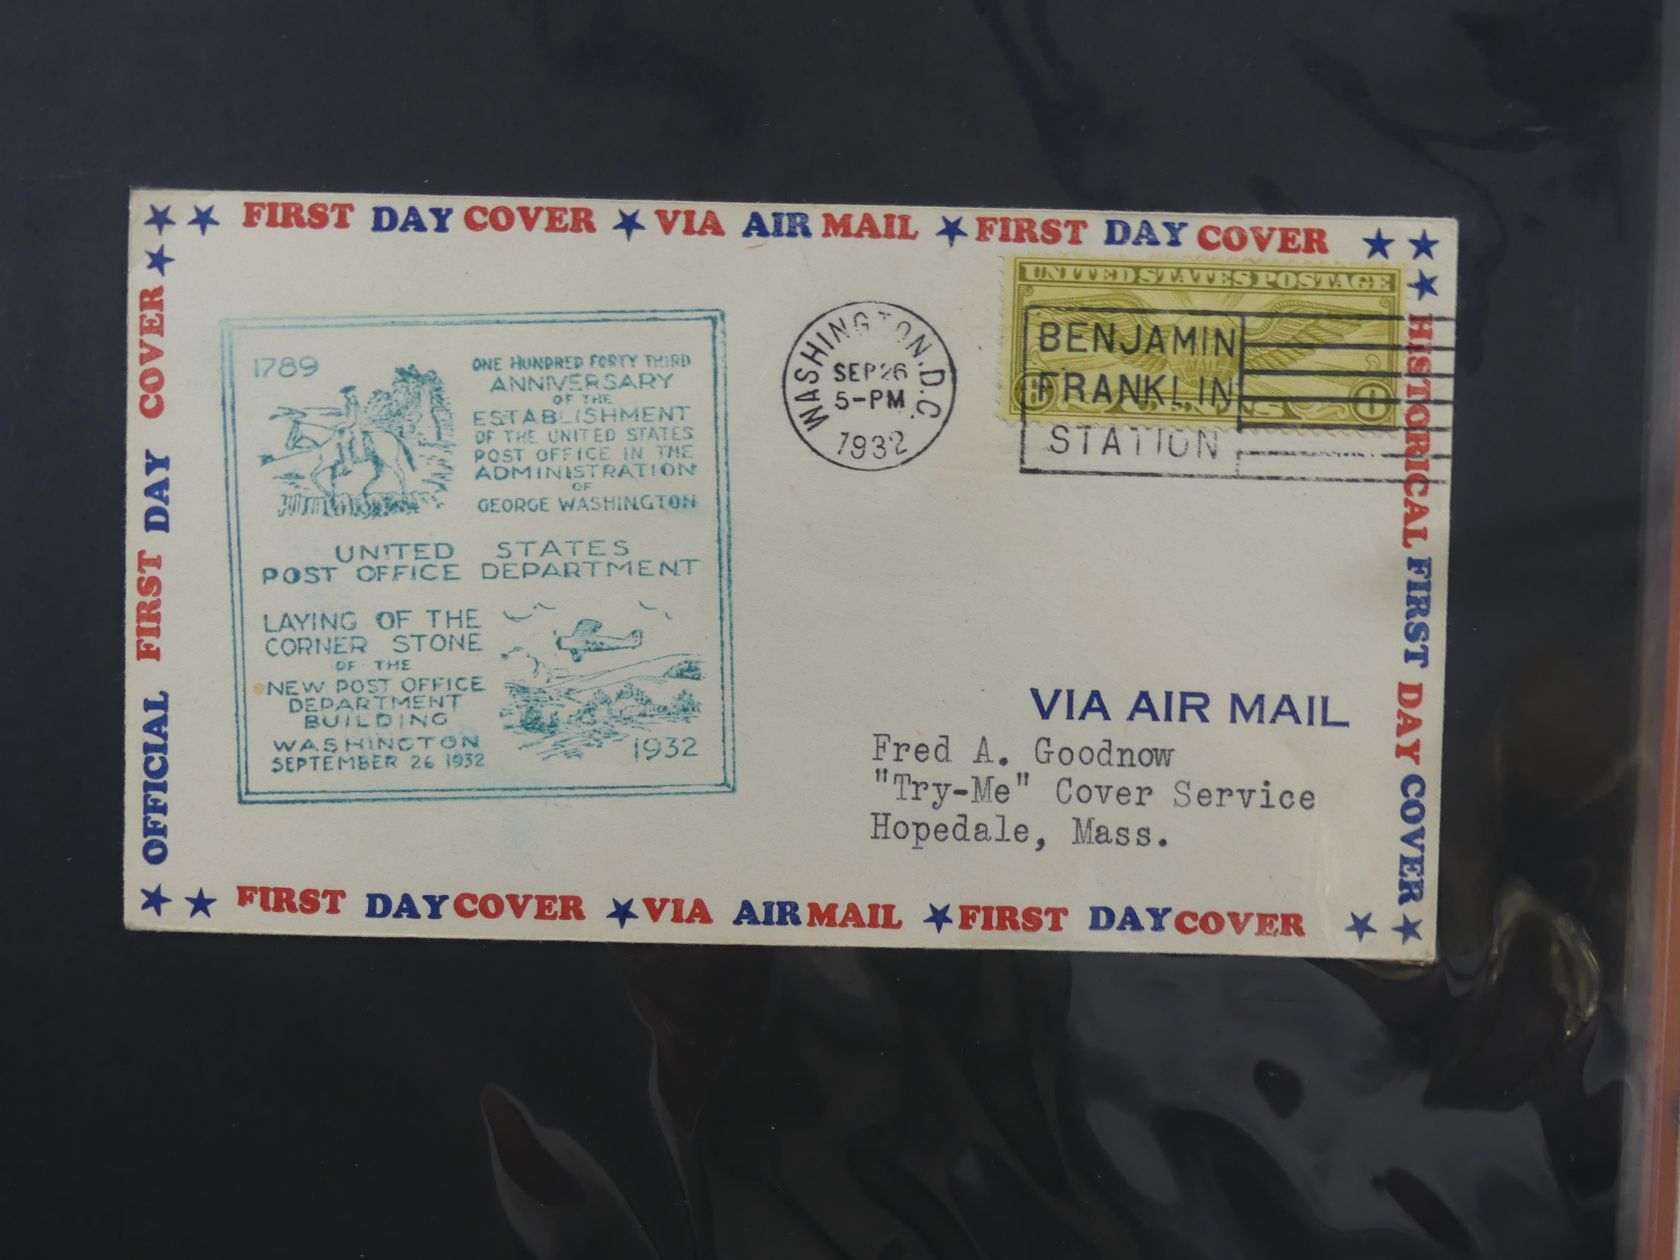 FIRST DAY COVER VIA AIR MAIL FIRST DAY COVER
OFFICIAL FIRST DAY COVER
HISTORICAL FIRST DAY COVER
1789
ONE HUNDRED FORTY THIRD
ANNIVERSARY
OF THE
ESTABLISHMENT
OF THE UNITED STATES
POST OFFICE IN THE
ADMINISTRATION
OF
GEORGE WASHINGTON
UNITED STATES
POST OFFICE DEPARTMENT
LAYING OF THE
CORNER STONE
OF THE
NEW POST OFFICE
DEPARTMENT
BUILDING
WASHINGTON
SEPTEMBER 26 1932
1932
WASHINGTON, D.C.
SEP 26
5-PM
1932
UNITED STATES POSTAGE
8 CENTS 8
BENJAMIN
FRANKLIN
STATION
VIA AIR MAIL
Fred A. Goodnow
"Try-Me" Cover Service
Hopedale, Mass.
FIRST DAY COVER VIA AIR MAIL FIRST DAY COVER